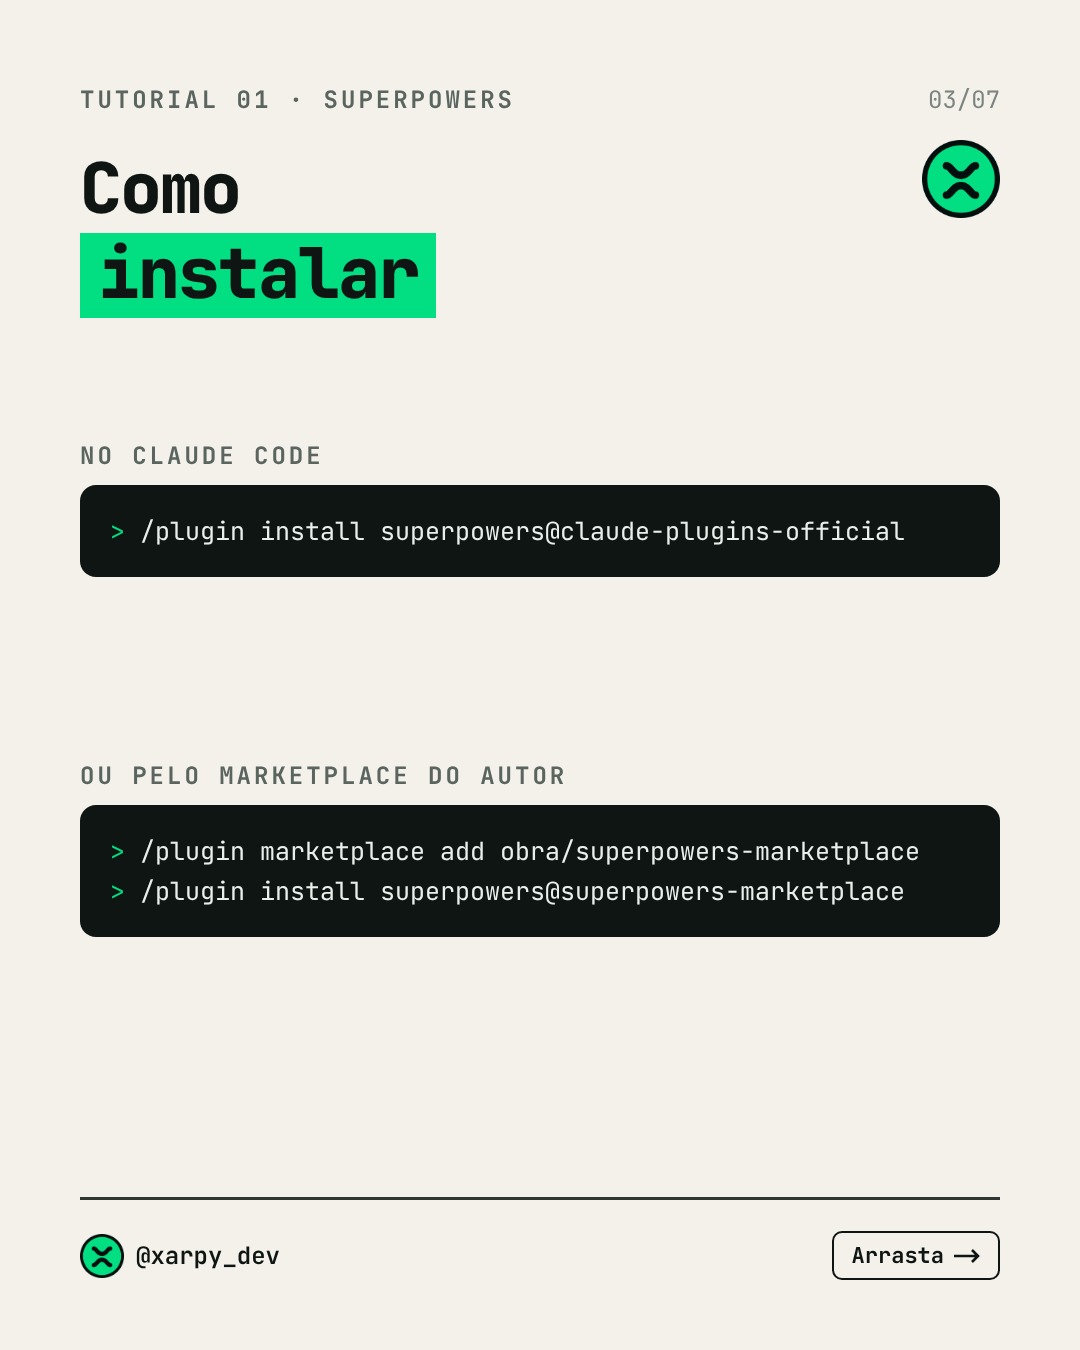 TUTORIAL 01 · SUPERPOWERS
03/07
Como
instalar
NO CLAUDE CODE
> /plugin install superpowers@claude-plugins-official
OU PELO MARKETPLACE DO AUTOR
> /plugin marketplace add obra/superpowers-marketplace
> /plugin install superpowers@superpowers-marketplace
@xarpy_dev
Arrasta →